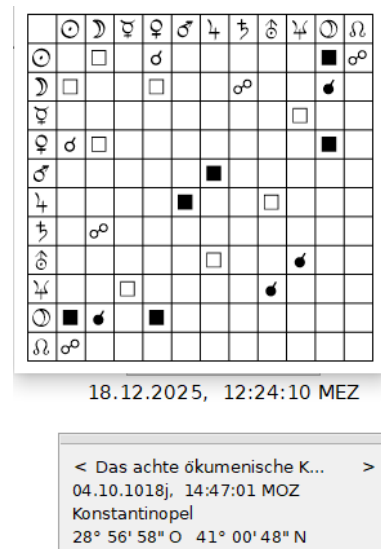 ☉ ☽ ☿ ♀ ♂ ♃ ♄ ⛢ ♆ ☽ ☊
☉ □ ☌ ■ ☍
☽ □ □ ☍ ☌
☿ □
♀ ☌ □ ■
♂ ■
♃ ■ □
♄ ☍
⛢ □ ☌
♆ □ ☌
☽ ■ ☌ ■
☊ ☍
18.12.2025, 12:24:10 MEZ
< Das achte ökumenische K... >
04.10.1018j, 14:47:01 MOZ
Konstantinopel
28° 56' 58" O 41° 00' 48" N